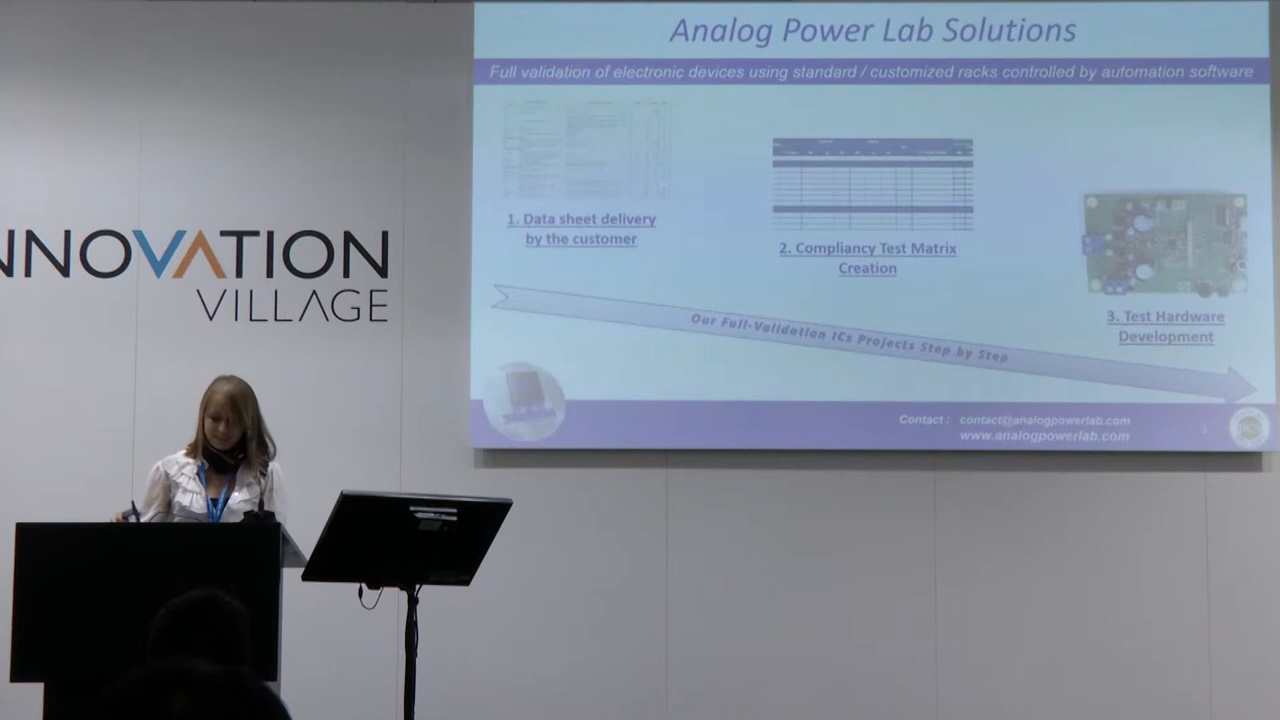 Analog Power Lab Solutions
Full validation of electronic devices using standard / customized racks controlled by automation software
1. Data sheet delivery
by the customer
2. Compliancy Test Matrix
Creation
3. Test Hardware
Development
Our Full-Validation ICs Projects Step by Step
Contact : contact@analogpowerlab.com
www.analogpowerlab.com
NNOVATION
VILLAGE